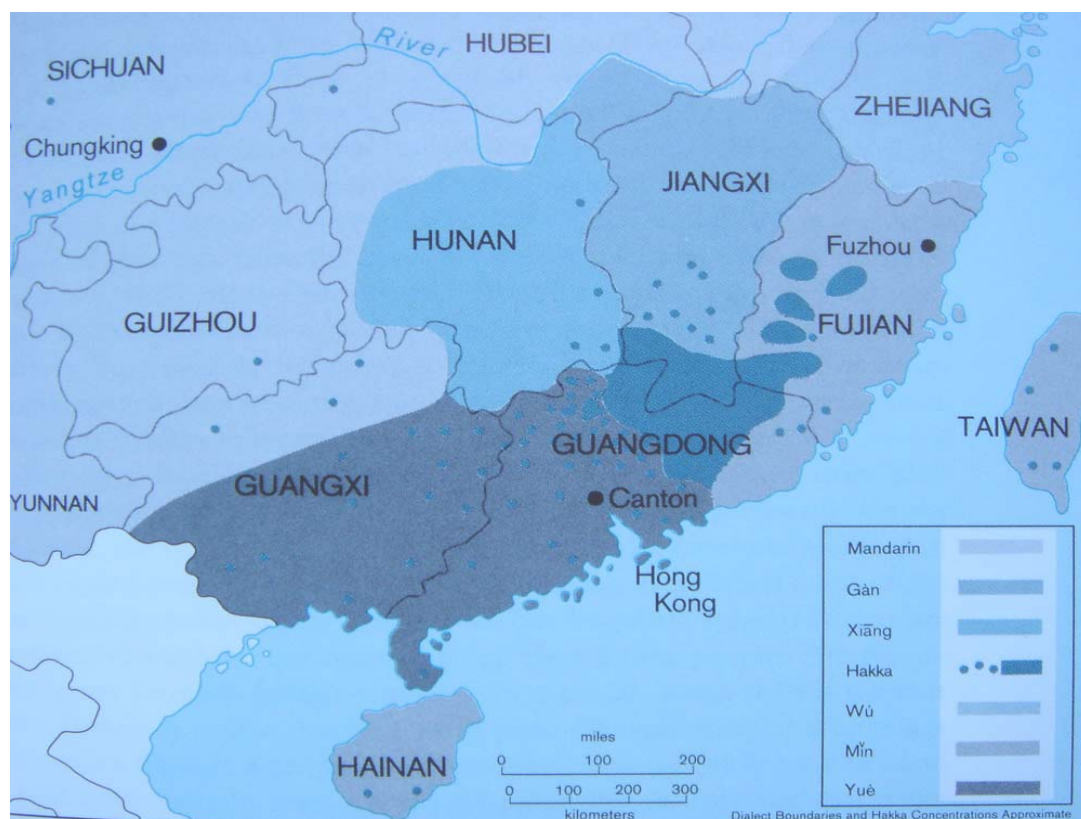 HUBEI
River
SICHUAN
ZHEJIANG
Chungking
Yangtze
JIANGXI
HUNAN
Fuzhou
GUIZHOU
FUJIAN
TAIWAN
GUANGDONG
GUANGXI
YUNNAN
Canton
Hong
Kong
Mandarin
Gàn
Xiāng
Hakka
Wú
Mǐn
Yuè
HAINAN
miles
0 100 200
0 100 200 300
kilometers
Dialect Boundaries and Hakka Concentrations Approximate